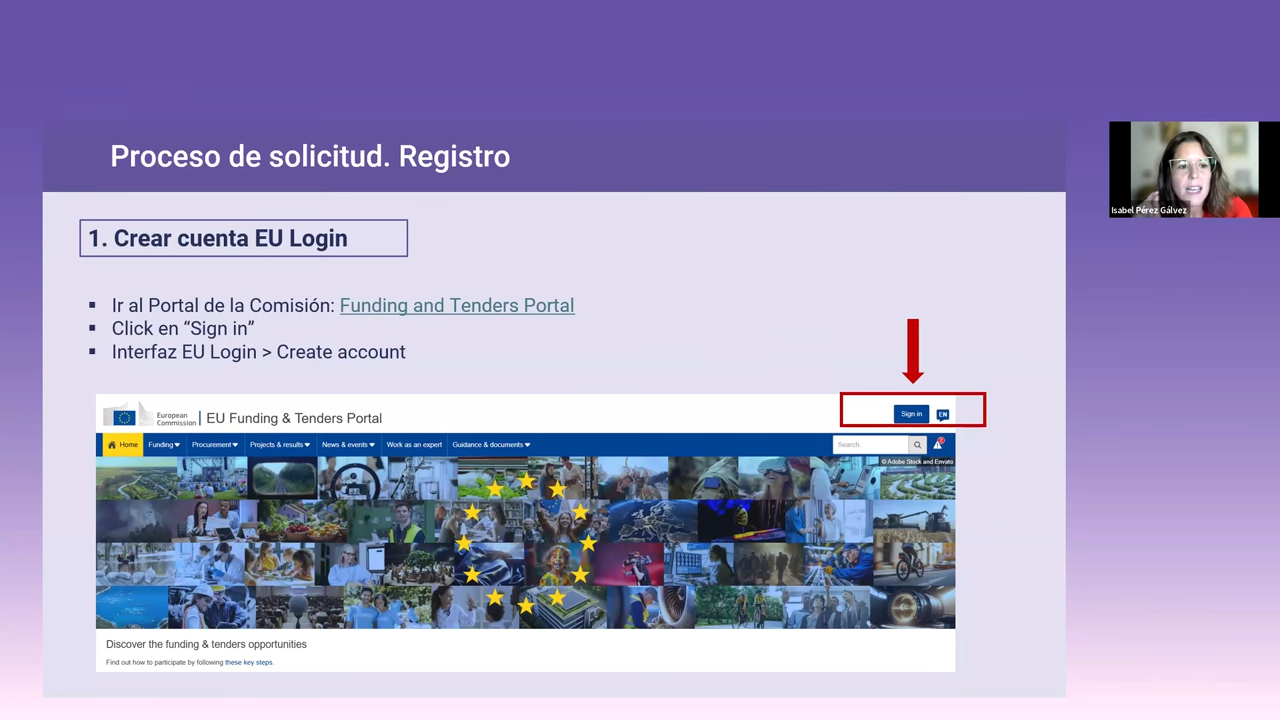 Proceso de solicitud. Registro
Isabel Pérez Gálvez
1. Crear cuenta EU Login
▪ Ir al Portal de la Comisión: Funding and Tenders Portal
▪ Click en “Sign in”
▪ Interfaz EU Login > Create account
European
Commission
EU Funding & Tenders Portal
Sign in
EN
Home
Funding
Procurement
Projects & results
News & events
Work as an expert
Guidance & documents
Search
© Adobe Stock and Envato
Discover the funding & tenders opportunities
Find out how to participate by following these key steps.